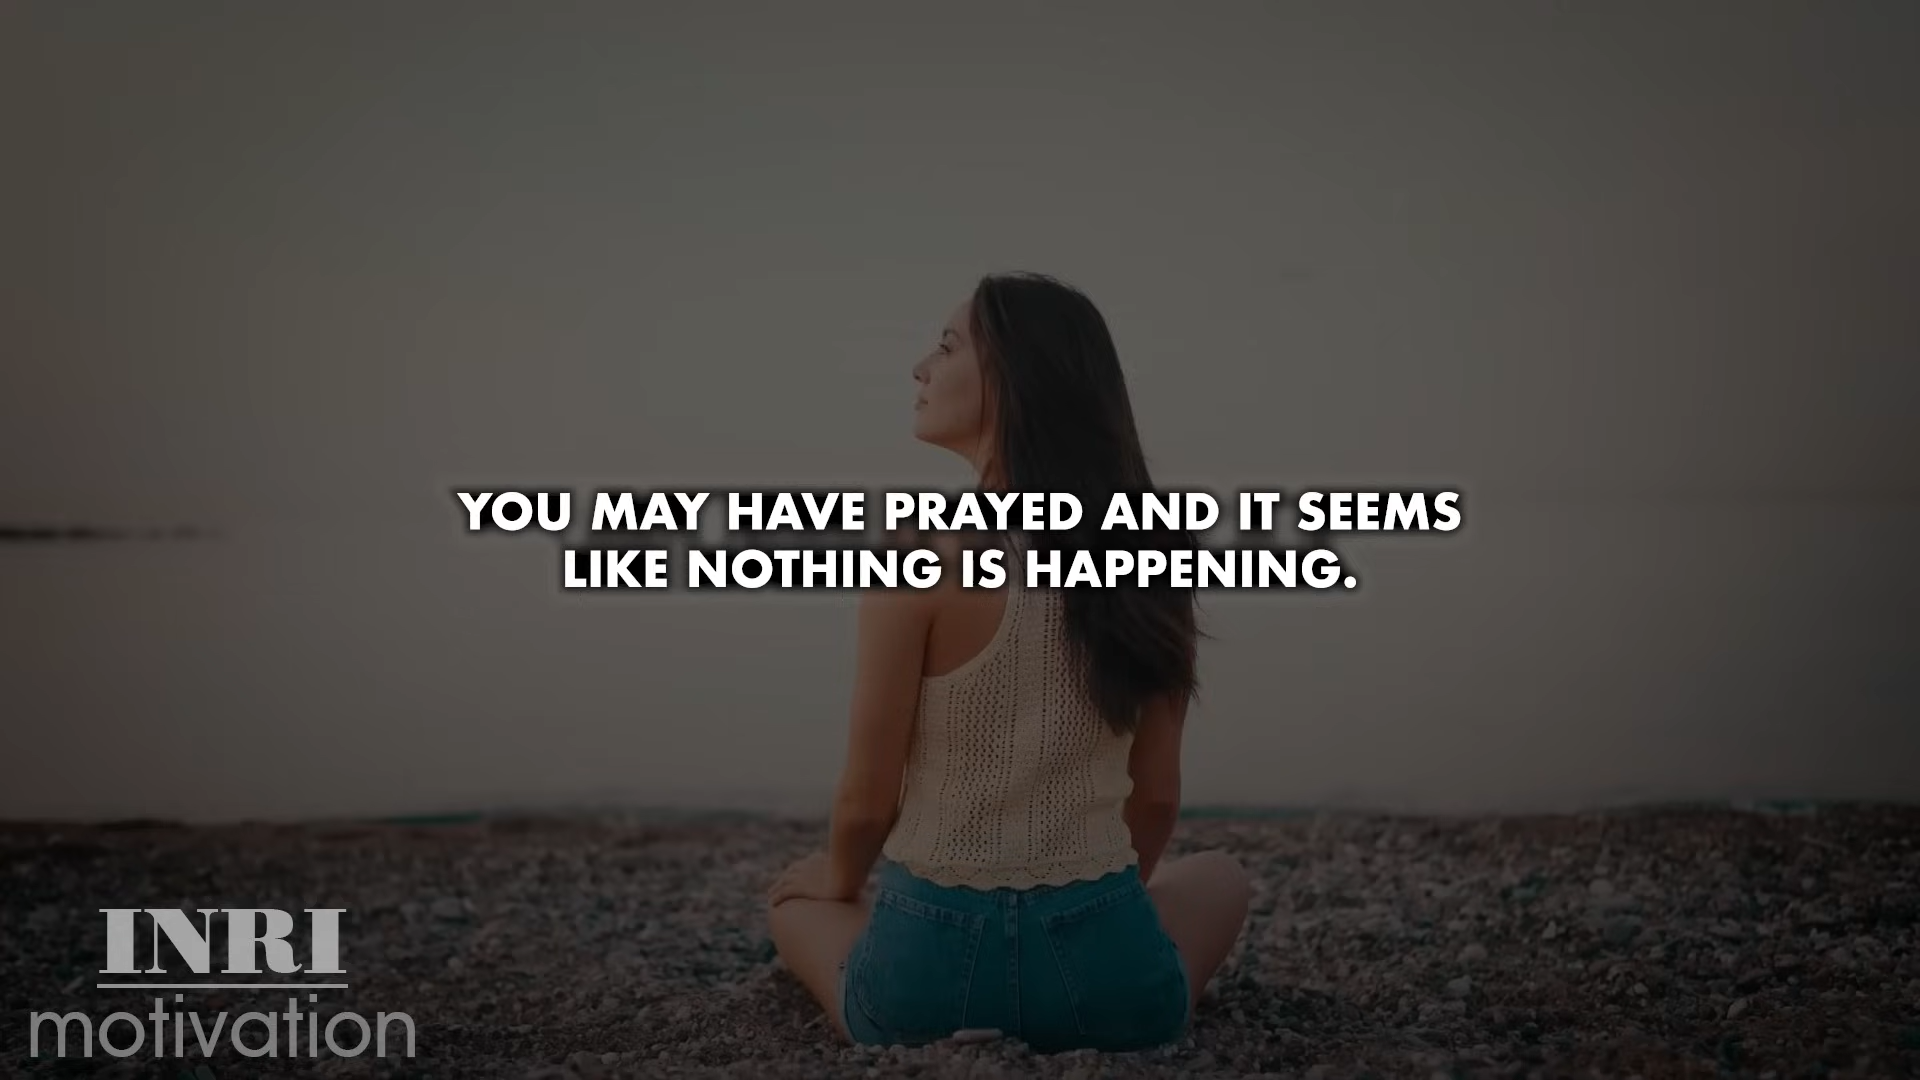 YOU MAY HAVE PRAYED AND IT SEEMS
LIKE NOTHING IS HAPPENING.
INRI
motivation